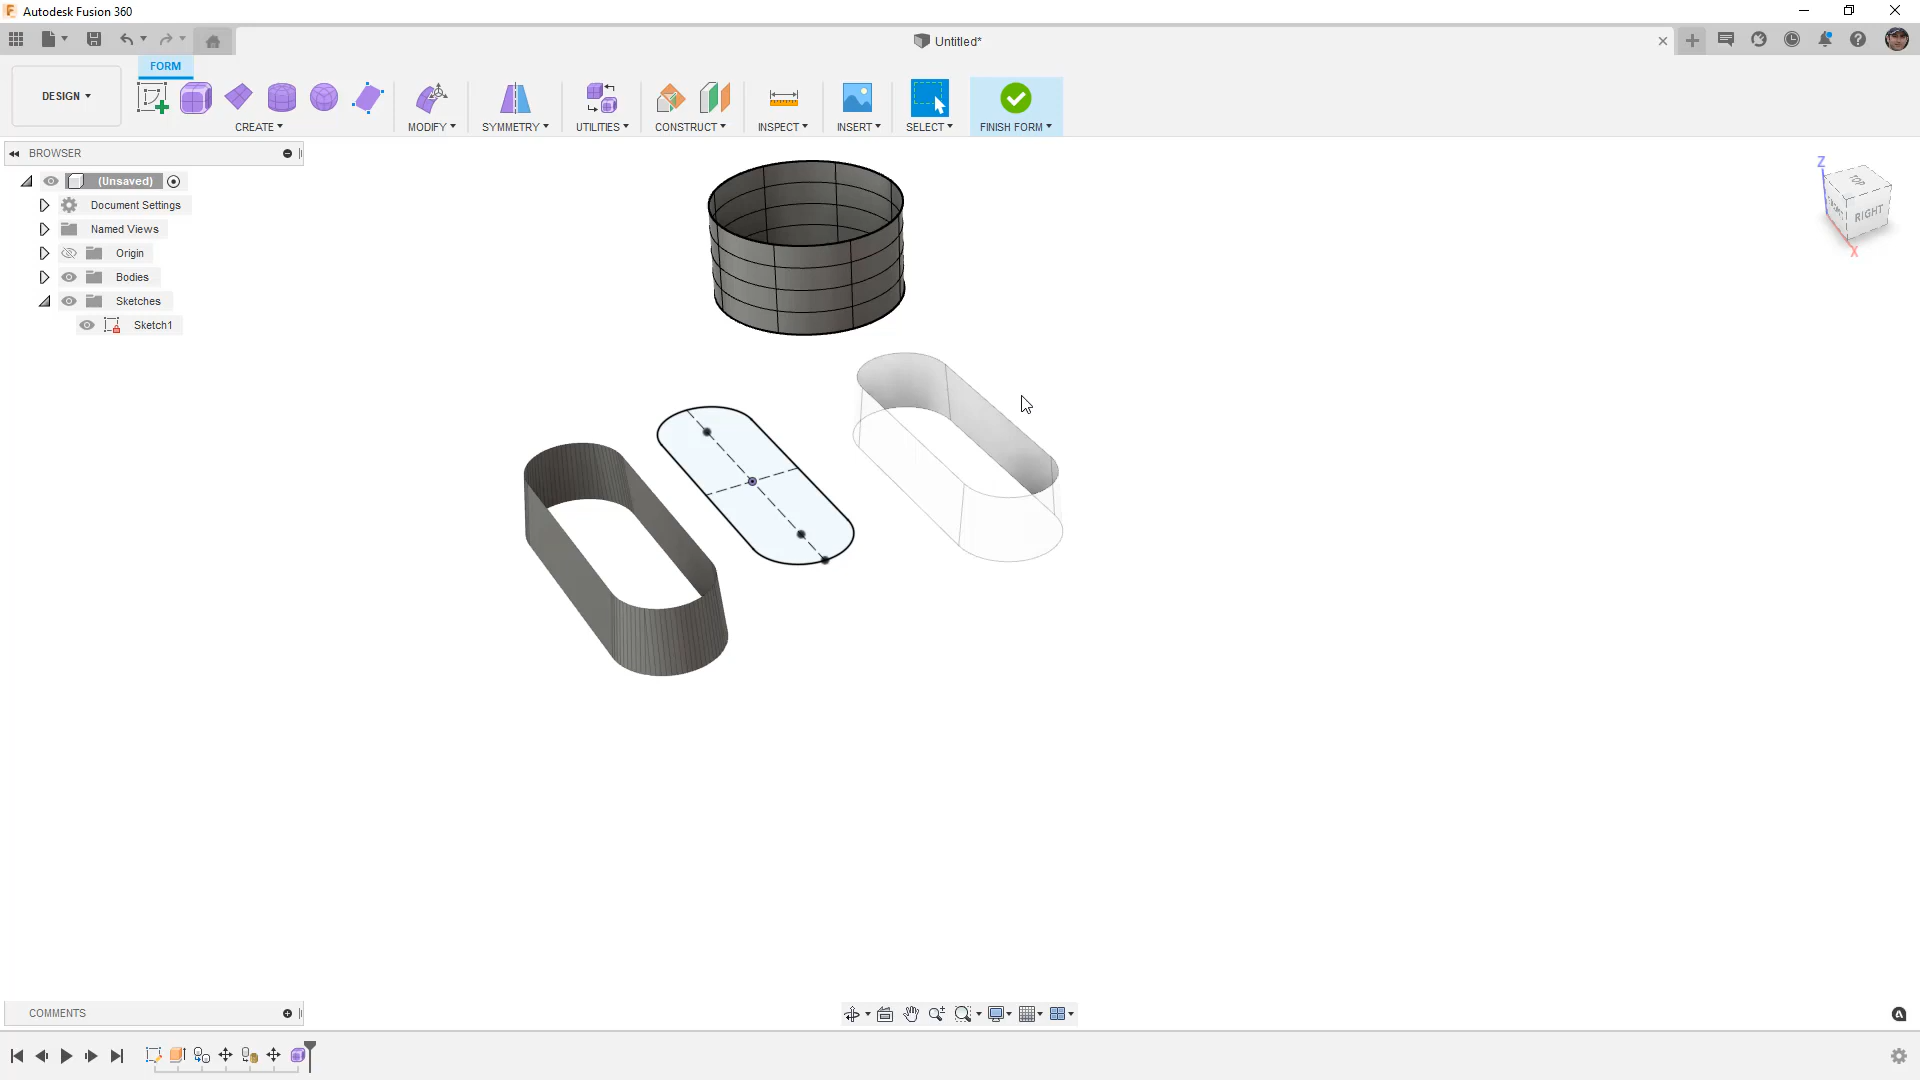 Autodesk Fusion 360
Untitled*
FORM
DESIGN
CREATE
MODIFY
SYMMETRY
UTILITIES
CONSTRUCT
INSPECT
INSERT
SELECT
FINISH FORM
BROWSER
(Unsaved)
Document Settings
Named Views
Origin
Bodies
Sketches
Sketch1
Z
TOP
RIGHT
X
COMMENTS